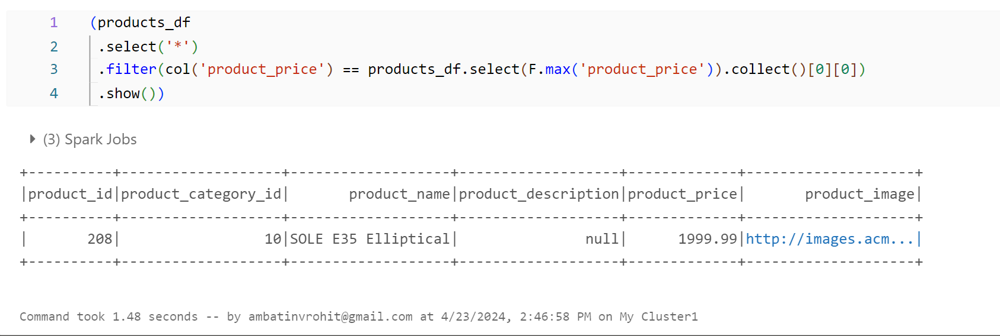 1 (products_df
2 .select('*')
3 .filter(col('product_price') == products_df.select(F.max('product_price')).collect()[0][0])
4 .show())
(3) Spark Jobs
+----------+-------------------+-------------------+-------------------+-------------+--------------------+
|product_id|product_category_id|       product_name|product_description|product_price|       product_image|
+----------+-------------------+-------------------+-------------------+-------------+--------------------+
|       208|                 10|SOLE E35 Elliptical|               null|      1999.99|http://images.acm...|
+----------+-------------------+-------------------+-------------------+-------------+--------------------+
Command took 1.48 seconds -- by ambatinvrohit@gmail.com at 4/23/2024, 2:46:58 PM on My Cluster1